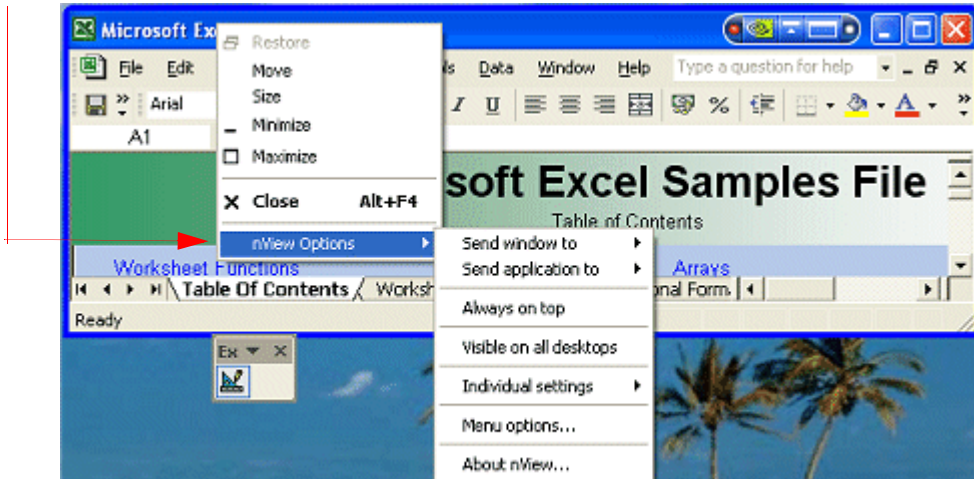 Microsoft Ex
Restore
Move
Size
Minimize
Maximize
Close Alt+F4
nView Options
File Edit ls Data Window Help Type a question for help
Arial I U %
A1
soft Excel Samples File
Table of Contents
Worksheet Functions Arrays
Table Of Contents Worksh onal Form
Ready
Send window to
Send application to
Always on top
Visible on all desktops
Individual settings
Menu options...
About nView...
Ex